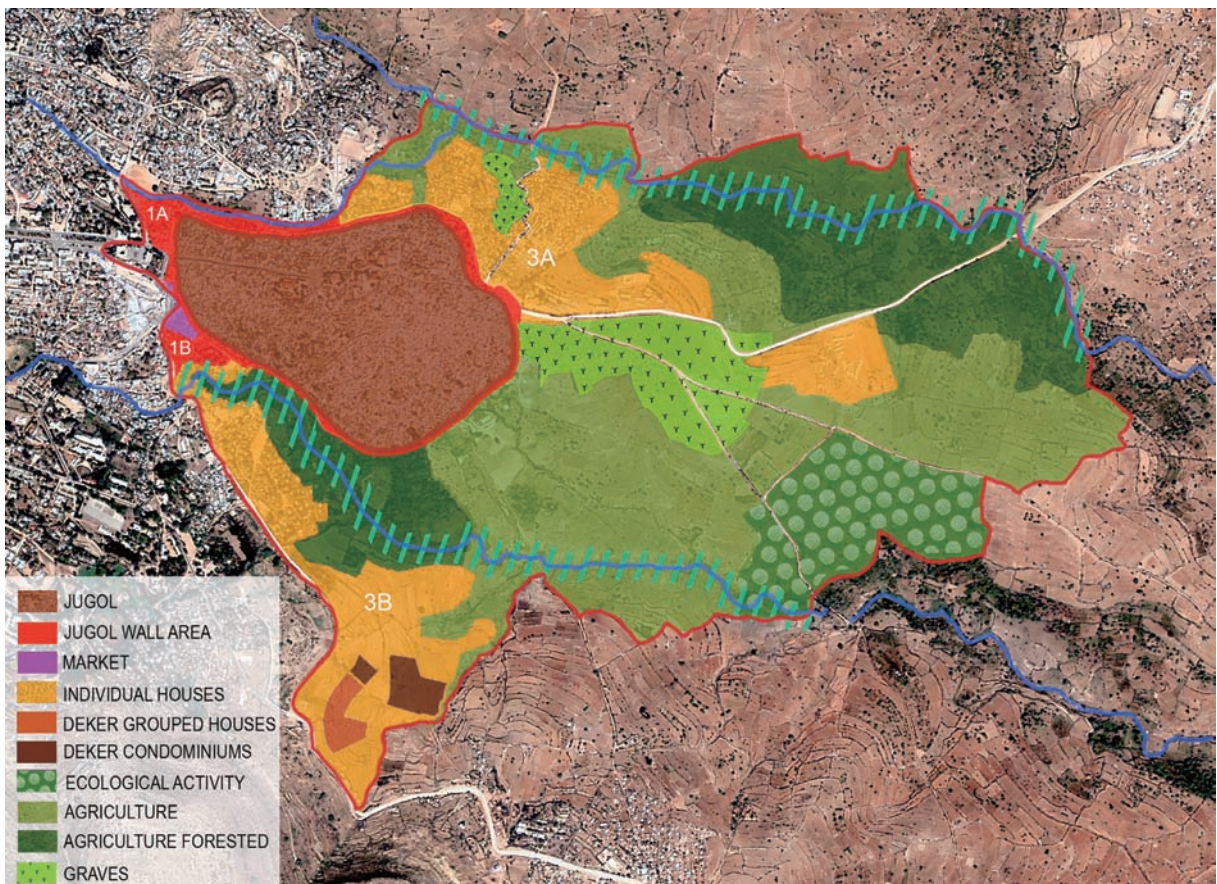 1A
3A
1B
3B
JUGOL
JUGOL WALL AREA
MARKET
INDIVIDUAL HOUSES
DEKER GROUPED HOUSES
DEKER CONDOMINIUMS
ECOLOGICAL ACTIVITY
AGRICULTURE
AGRICULTURE FORESTED
GRAVES